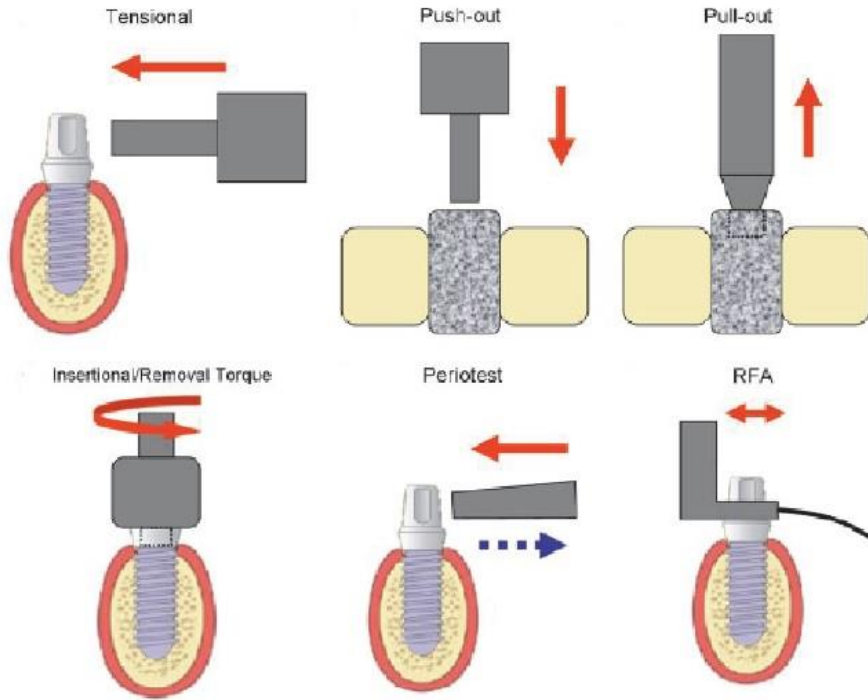 Tensional
Push-out
Pull-out
Insertional/Removal Torque
Periotest
RFA